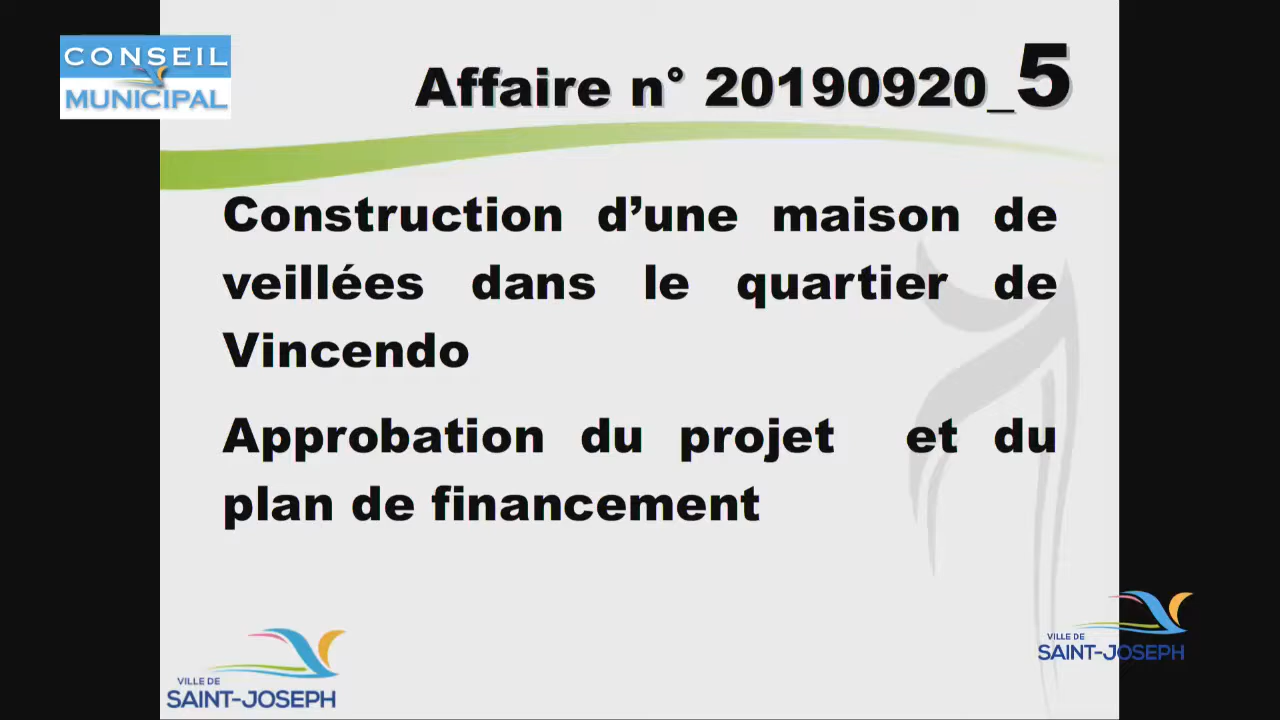 CONSEIL
MUNICIPAL
Affaire n° 20190920_5
Construction d’une maison de
veillées dans le quartier de
Vincendo
Approbation du projet et du
plan de financement
VILLE DE
SAINT-JOSEPH
VILLE DE
SAINT-JOSEPH